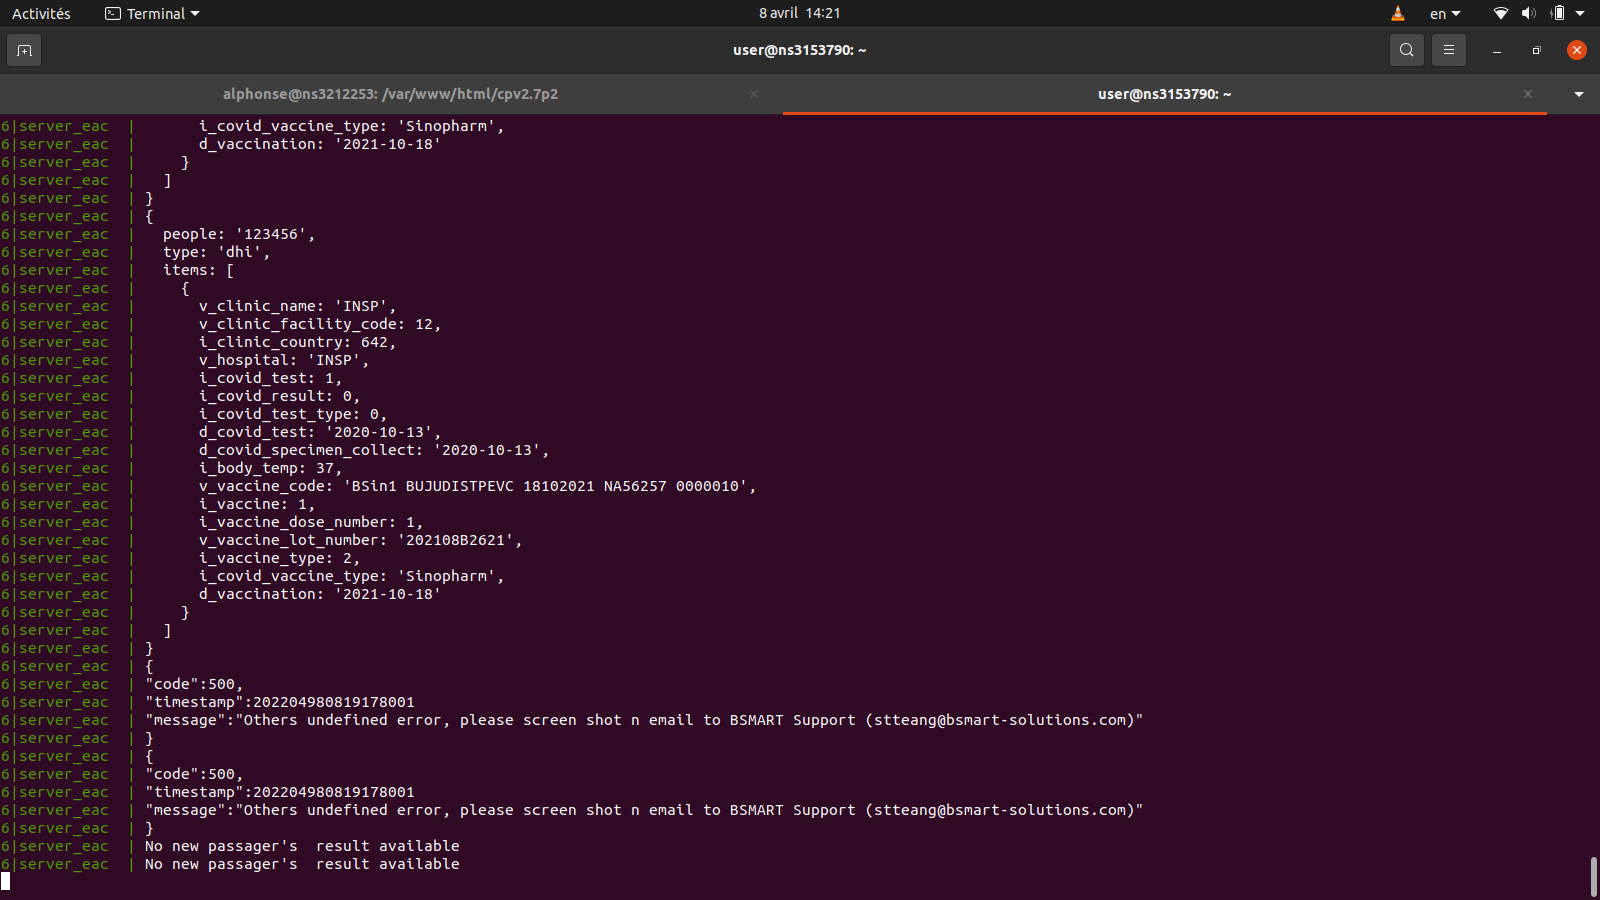 Activités
Terminal
8 avril 14:21
en
user@ns3153790: ~
alphonse@ns3212253: /var/www/html/cpv2.7p2
user@ns3153790: ~
6|server_eac  |       i_covid_vaccine_type: 'Sinopharm',
6|server_eac  |       d_vaccination: '2021-10-18'
6|server_eac  |     }
6|server_eac  |   ]
6|server_eac  | }
6|server_eac  | {
6|server_eac  |   people: '123456',
6|server_eac  |   type: 'dhi',
6|server_eac  |   items: [
6|server_eac  |     {
6|server_eac  |       v_clinic_name: 'INSP',
6|server_eac  |       v_clinic_facility_code: 12,
6|server_eac  |       i_clinic_country: 642,
6|server_eac  |       v_hospital: 'INSP',
6|server_eac  |       i_covid_test: 1,
6|server_eac  |       i_covid_result: 0,
6|server_eac  |       i_covid_test_type: 0,
6|server_eac  |       d_covid_test: '2020-10-13',
6|server_eac  |       d_covid_specimen_collect: '2020-10-13',
6|server_eac  |       i_body_temp: 37,
6|server_eac  |       v_vaccine_code: 'BSin1 BUJUDISTPEVC 18102021 NA56257 0000010',
6|server_eac  |       i_vaccine: 1,
6|server_eac  |       i_vaccine_dose_number: 1,
6|server_eac  |       v_vaccine_lot_number: '202108B2621',
6|server_eac  |       i_vaccine_type: 2,
6|server_eac  |       i_covid_vaccine_type: 'Sinopharm',
6|server_eac  |       d_vaccination: '2021-10-18'
6|server_eac  |     }
6|server_eac  |   ]
6|server_eac  | }
6|server_eac  | {
6|server_eac  | "code":500,
6|server_eac  | "timestamp":202204980819178001
6|server_eac  | "message":"Others undefined error, please screen shot n email to BSMART Support (stteang@bsmart-solutions.com)"
6|server_eac  | }
6|server_eac  | {
6|server_eac  | "code":500,
6|server_eac  | "timestamp":202204980819178001
6|server_eac  | "message":"Others undefined error, please screen shot n email to BSMART Support (stteang@bsmart-solutions.com)"
6|server_eac  | }
6|server_eac  | No new passager's  result available
6|server_eac  | No new passager's  result available